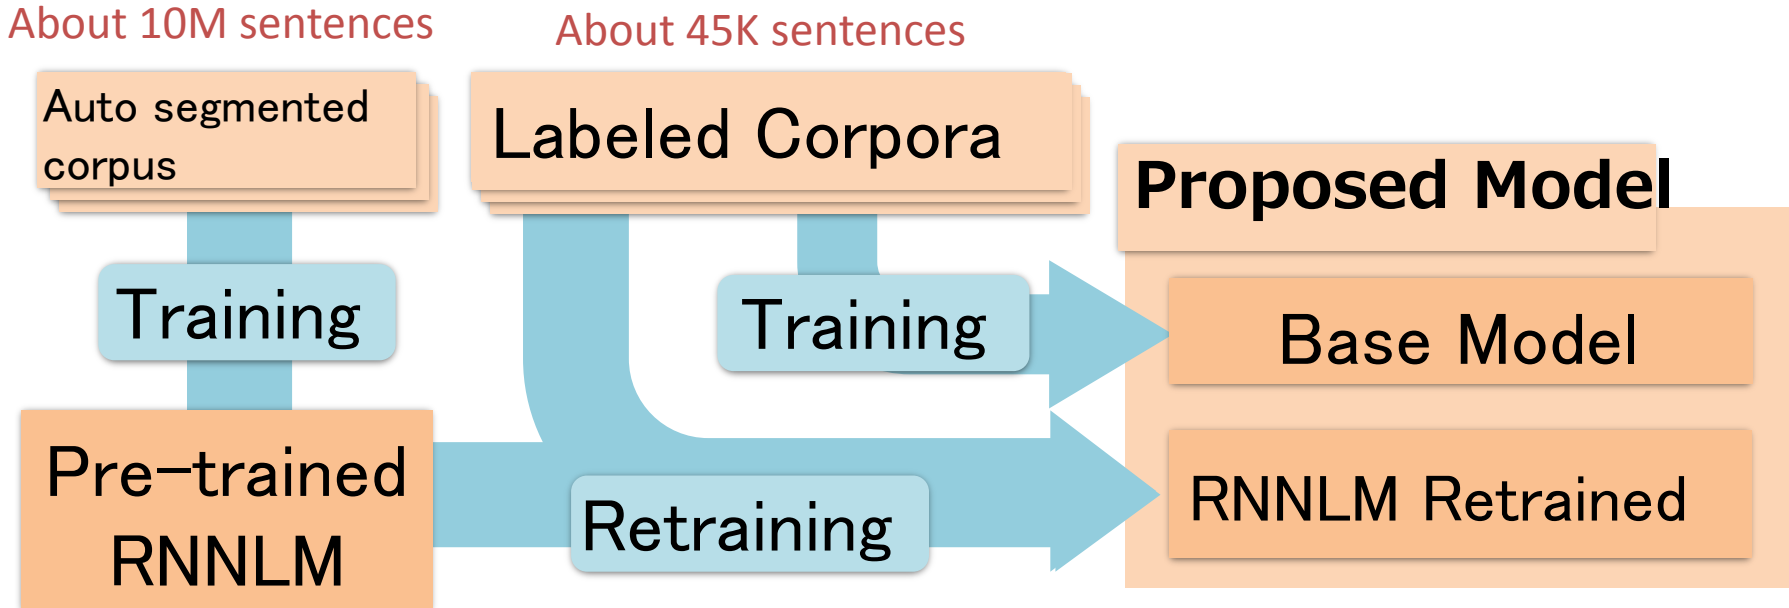 About 10M sentences
About 45K sentences
Auto segmented
corpus
Labeled Corpora
Proposed Model
Training
Training
Base Model
Pre-trained
RNNLM
Retraining
RNNLM Retrained